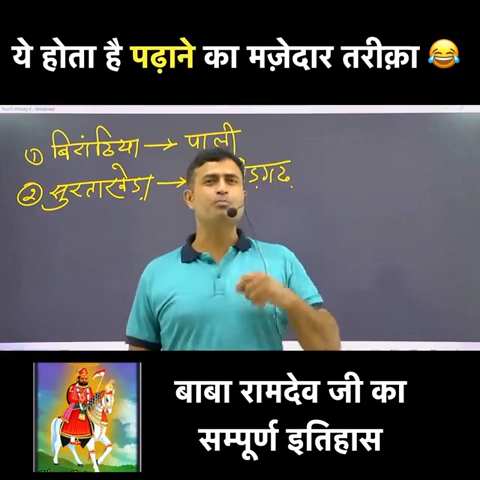 ये होता है पढ़ाने का मज़ेदार तरीक़ा 😂
① बिरांठिया → पाली
② सुरताखेड़ा →
बाबा रामदेव जी का
सम्पूर्ण इतिहास